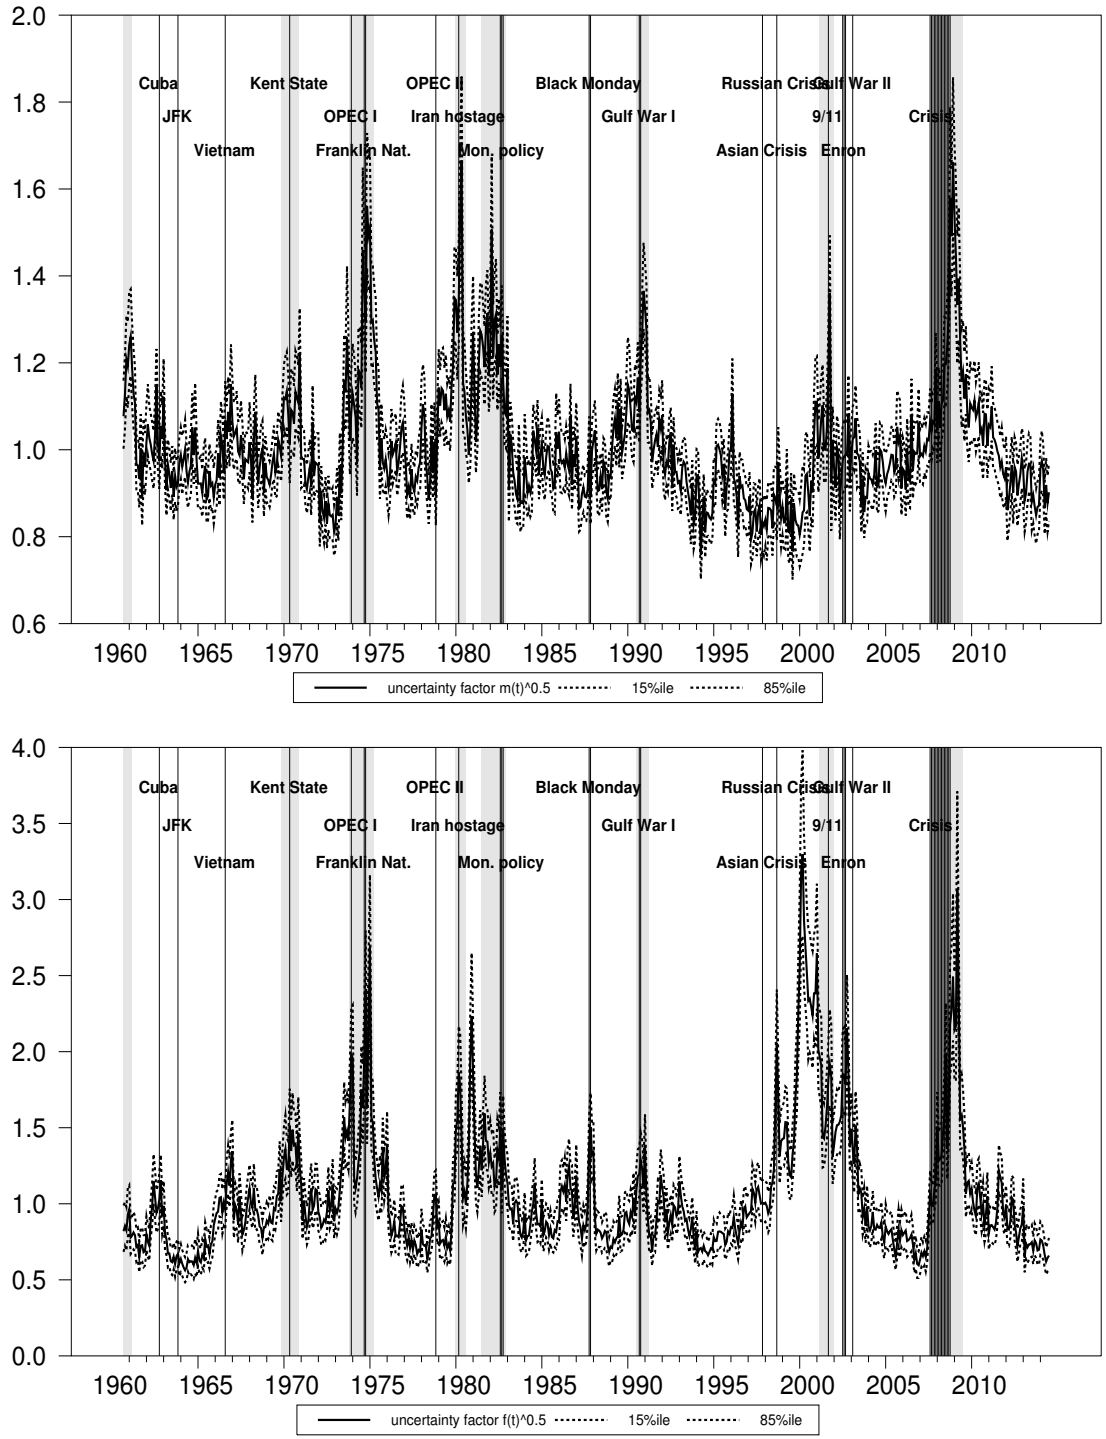 2.0
Cuba Kent State OPEC II Black Monday Russian Crisis Gulf War II
1.8
JFK OPEC I Iran hostage Gulf War I 9/11 Crisis
Vietnam Franklin Nat. Mon. policy Asian Crisis Enron
1.6
1.4
1.2
1.0
0.8
0.6
1960 1965 1970 1975 1980 1985 1990 1995 2000 2005 2010
uncertainty factor m(t)^0.5 15%ile 85%ile
4.0
Cuba Kent State OPEC II Black Monday Russian Crisis Gulf War II
3.5
JFK OPEC I Iran hostage Gulf War I 9/11 Crisis
Vietnam Franklin Nat. Mon. policy Asian Crisis Enron
3.0
2.5
2.0
1.5
1.0
0.5
0.0
1960 1965 1970 1975 1980 1985 1990 1995 2000 2005 2010
uncertainty factor f(t)^0.5 15%ile 85%ile